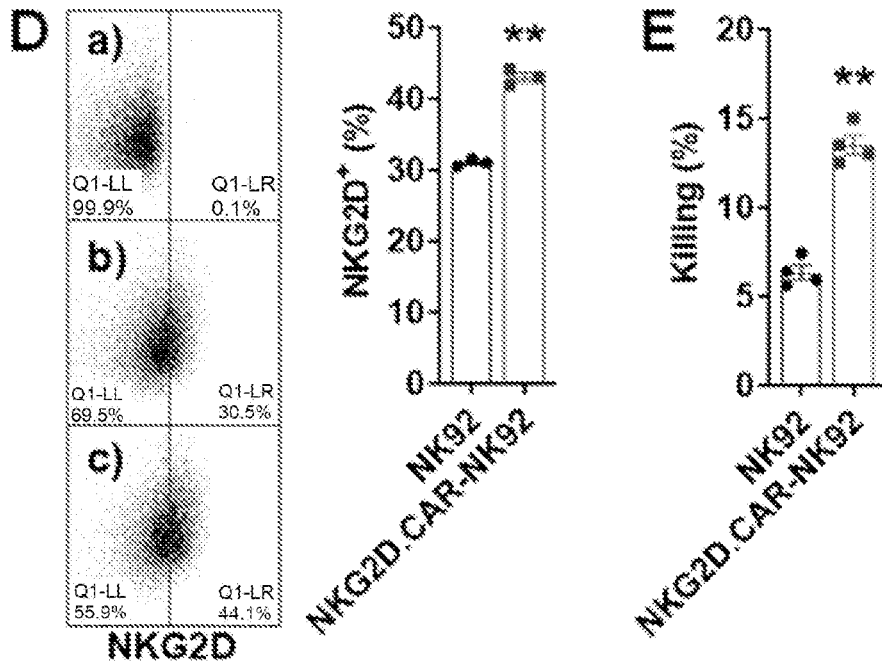 D
a)
Q1-LL
99.9%
Q1-LR
0.1%
b)
Q1-LL
69.5%
Q1-LR
30.5%
c)
Q1-LL
55.9%
Q1-LR
44.1%
NKG2D
NKG2D⁺ (%)
50
40
30
20
10
0
**
NK92
NKG2D.CAR-NK92
E
Killing (%)
20
15
10
5
0
**
NK92
NKG2D.CAR-NK92